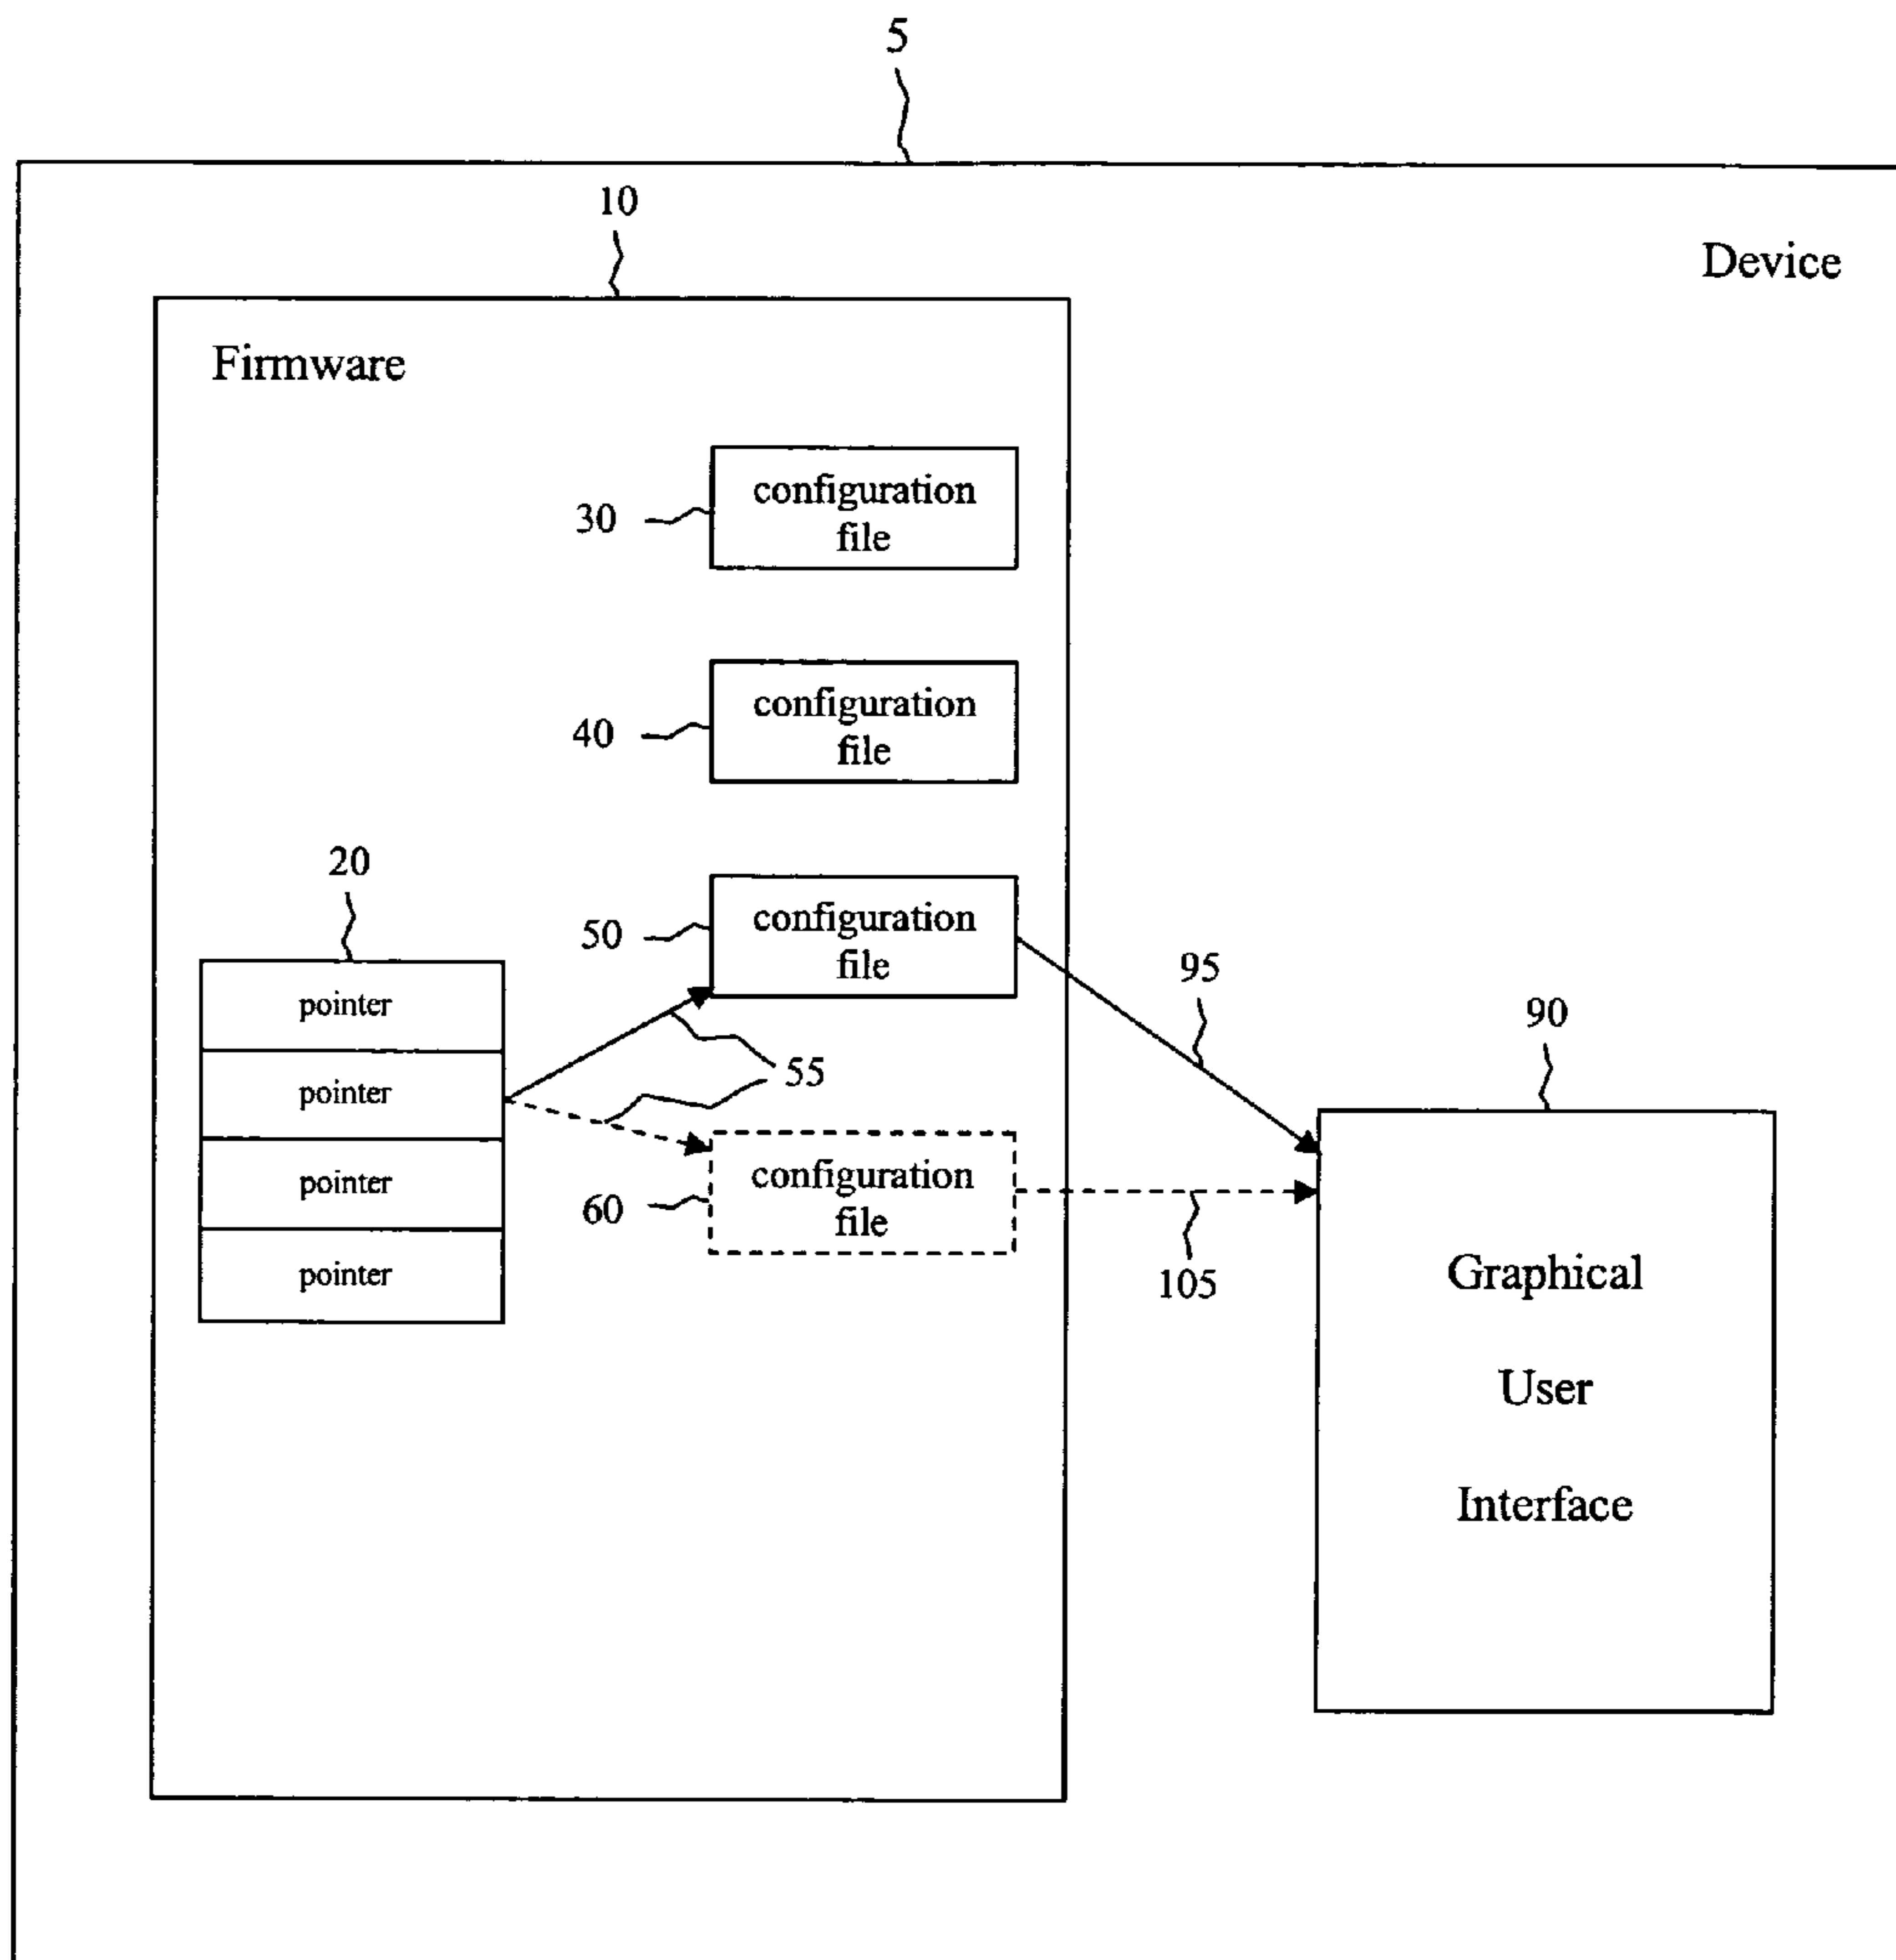 5
10
Device
Firmware
configuration
file
30
configuration
file
40
20
configuration
file
50
95
90
pointer
pointer
55
pointer
configuration
file
60
105
pointer
Graphical
User
Interface